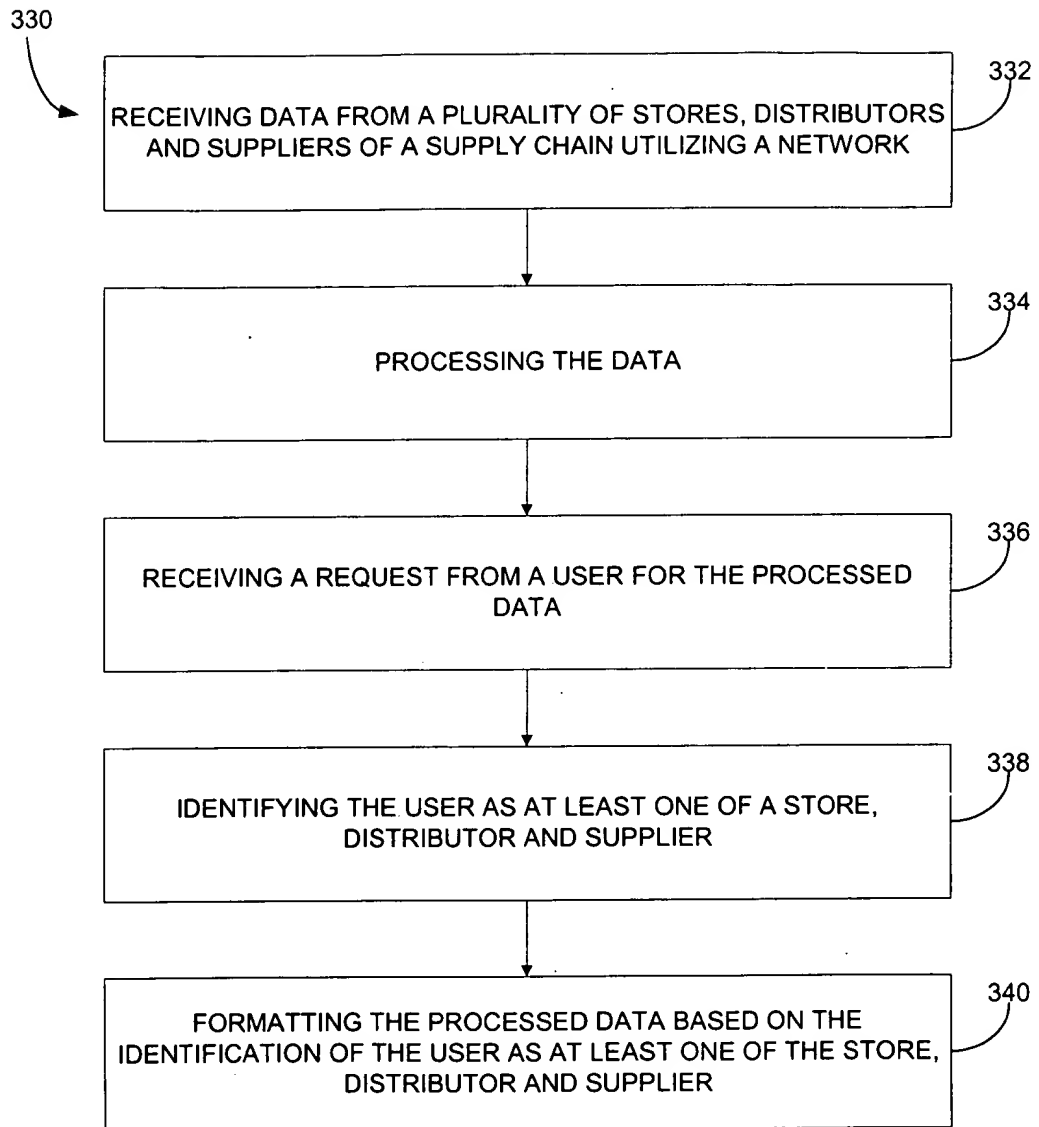 330
332
RECEIVING DATA FROM A PLURALITY OF STORES, DISTRIBUTORS
AND SUPPLIERS OF A SUPPLY CHAIN UTILIZING A NETWORK
334
PROCESSING THE DATA
336
RECEIVING A REQUEST FROM A USER FOR THE PROCESSED
DATA
338
IDENTIFYING THE USER AS AT LEAST ONE OF A STORE,
DISTRIBUTOR AND SUPPLIER
340
FORMATTING THE PROCESSED DATA BASED ON THE
IDENTIFICATION OF THE USER AS AT LEAST ONE OF THE STORE,
DISTRIBUTOR AND SUPPLIER